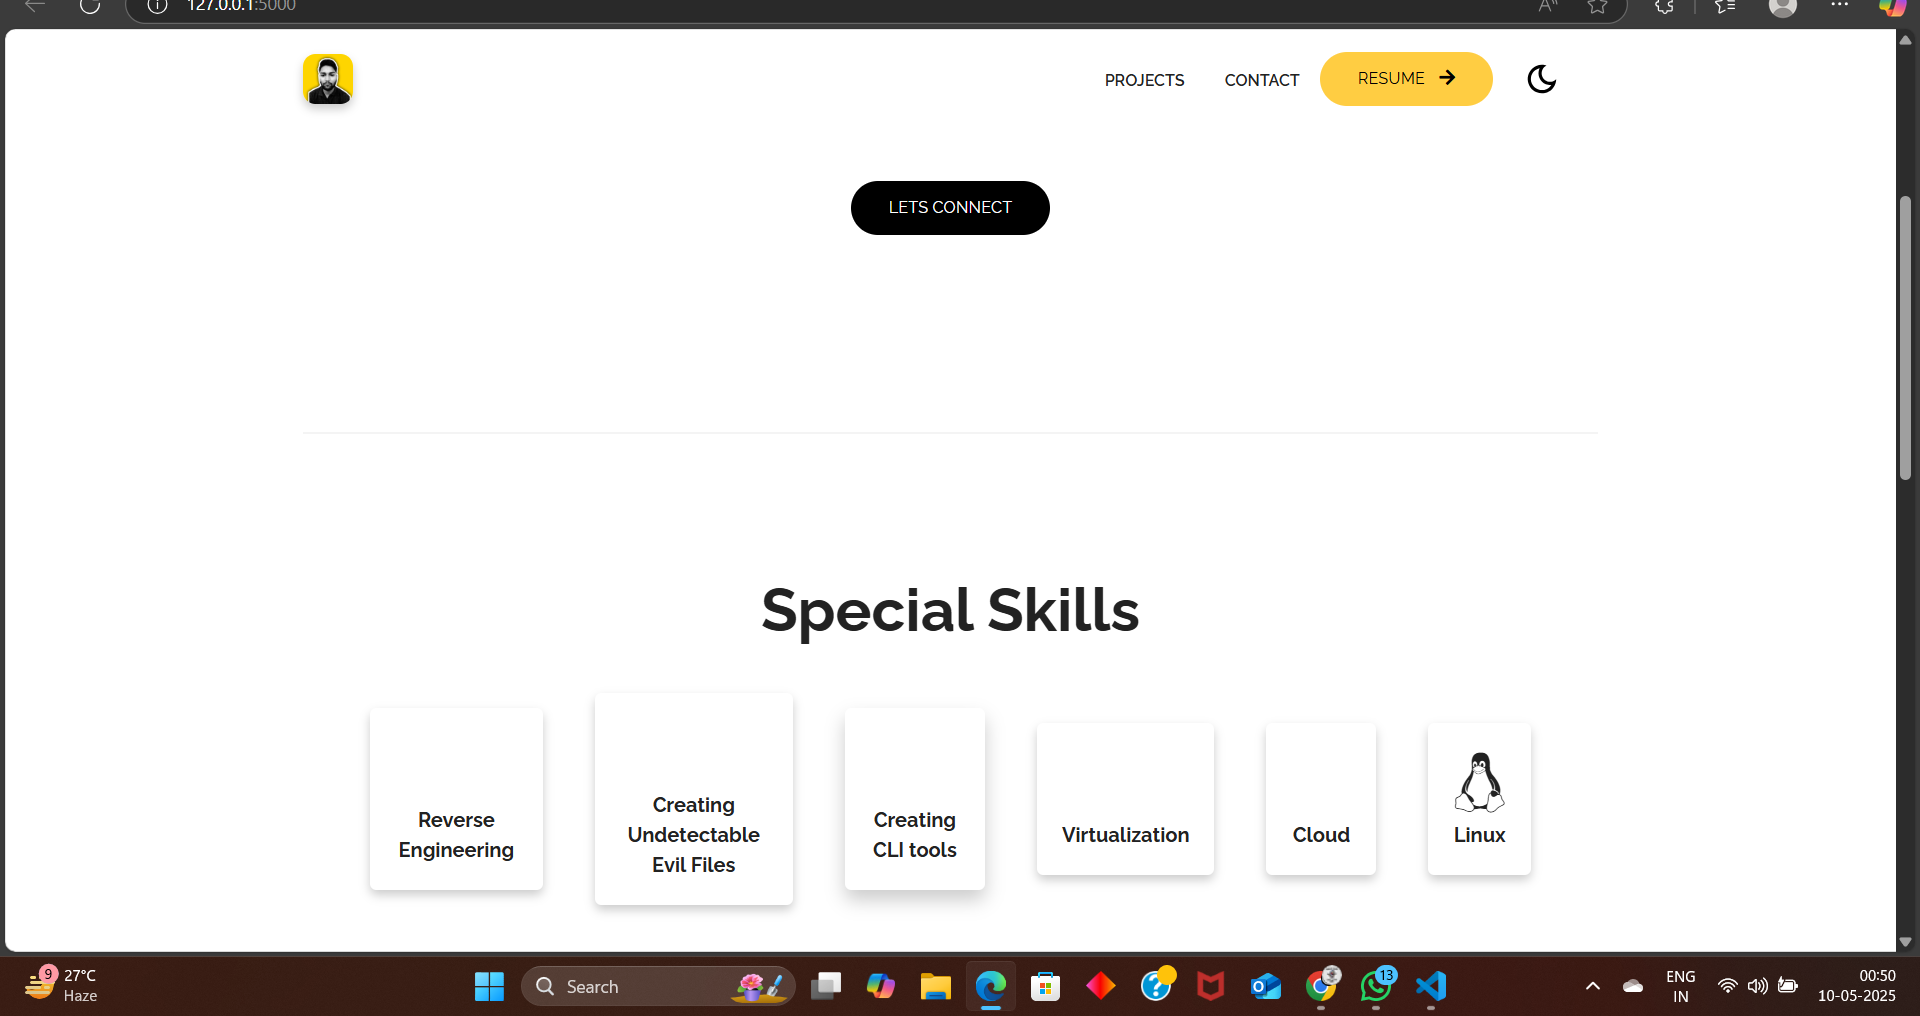 127.0.0.1:5000
PROJECTS
CONTACT
RESUME
LETS CONNECT
Special Skills
Reverse
Engineering
Creating
Undetectable
Evil Files
Creating
CLI tools
Virtualization
Cloud
Linux
9
27°C
Haze
Search
13
ENG
IN
00:50
10-05-2025